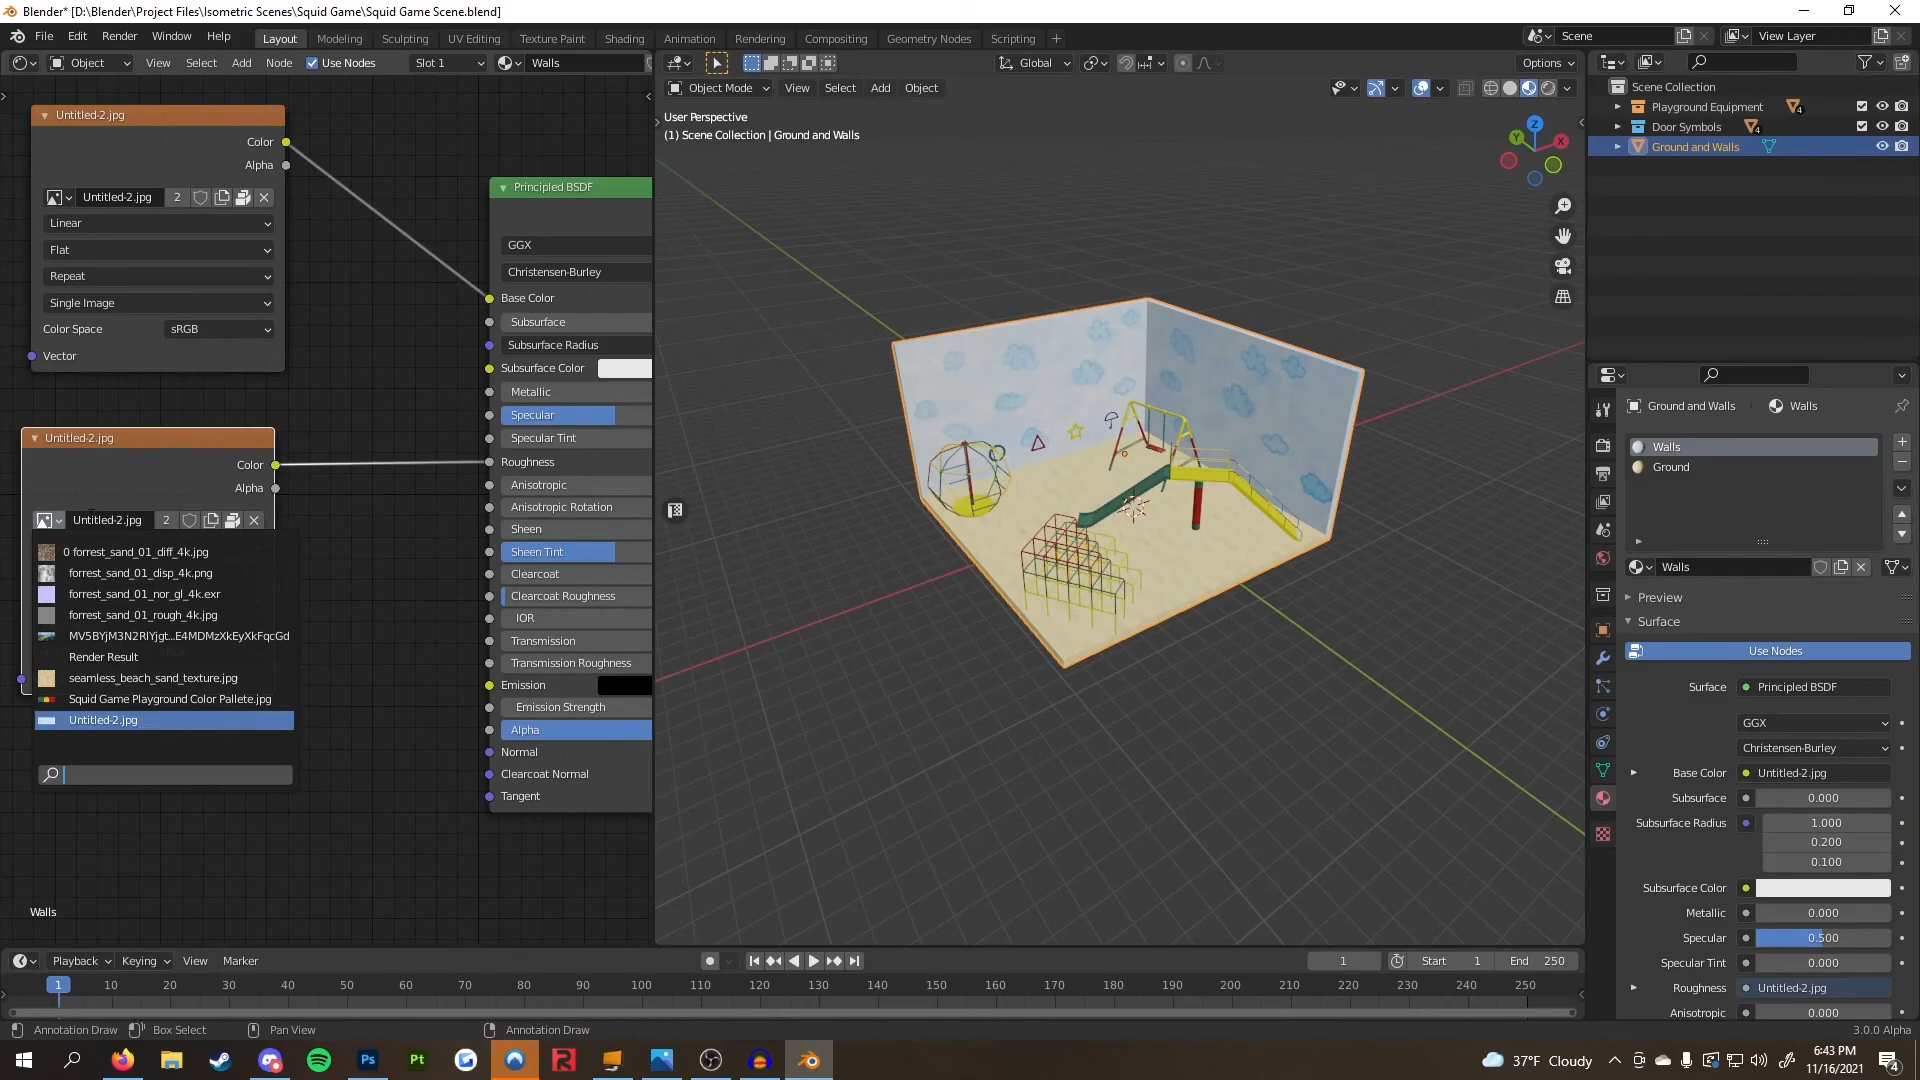 Blender* [D:\Blender\Project Files\Isometric Scenes\Squid Game\Squid Game Scene.blend]
File Edit Render Window Help Layout Modeling Sculpting UV Editing Texture Paint Shading Animation Rendering Compositing Geometry Nodes Scripting + Scene View Layer
Object View Select Add Node Use Nodes Slot 1 Walls Global Options
Object Mode View Select Add Object
User Perspective
(1) Scene Collection | Ground and Walls
Z
Y
X
Untitled-2.jpg
Color
Alpha
Untitled-2.jpg 2
Linear
Flat
Repeat
Single Image
Color Space sRGB
Vector
Untitled-2.jpg
Color
Alpha
Untitled-2.jpg 2
0 forrest_sand_01_diff_4k.jpg
forrest_sand_01_disp_4k.png
forrest_sand_01_nor_gl_4k.exr
forrest_sand_01_rough_4k.jpg
MV5BYjM3N2RlYjgt...E4MDMzXkEyXkFqcGd
Render Result
seamless_beach_sand_texture.jpg
Squid Game Playground Color Pallete.jpg
Untitled-2.jpg
Walls
Principled BSDF
GGX
Christensen-Burley
Base Color
Subsurface
Subsurface Radius
Subsurface Color
Metallic
Specular
Specular Tint
Roughness
Anisotropic
Anisotropic Rotation
Sheen
Sheen Tint
Clearcoat
Clearcoat Roughness
IOR
Transmission
Transmission Roughness
Emission
Emission Strength
Alpha
Normal
Clearcoat Normal
Tangent
Scene Collection
Playground Equipment 4
Door Symbols 4
Ground and Walls
Ground and Walls Walls
Walls
Ground
Walls
Preview
Surface
Use Nodes
Surface Principled BSDF
GGX
Christensen-Burley
Base Color Untitled-2.jpg
Subsurface 0.000
Subsurface Radius 1.000
0.200
0.100
Subsurface Color
Metallic 0.000
Specular 0.500
Specular Tint 0.000
Roughness Untitled-2.jpg
Anisotropic 0.000
Playback Keying View Marker 1 Start 1 End 250
1 10 20 30 40 50 60 70 80 90 100 110 120 130 140 150 160 170 180 190 200 210 220 230 240 250
Annotation Draw Box Select Pan View Annotation Draw 3.0.0 Alpha
Ps Pt R 37°F Cloudy 6:43 PM
11/16/2021 4